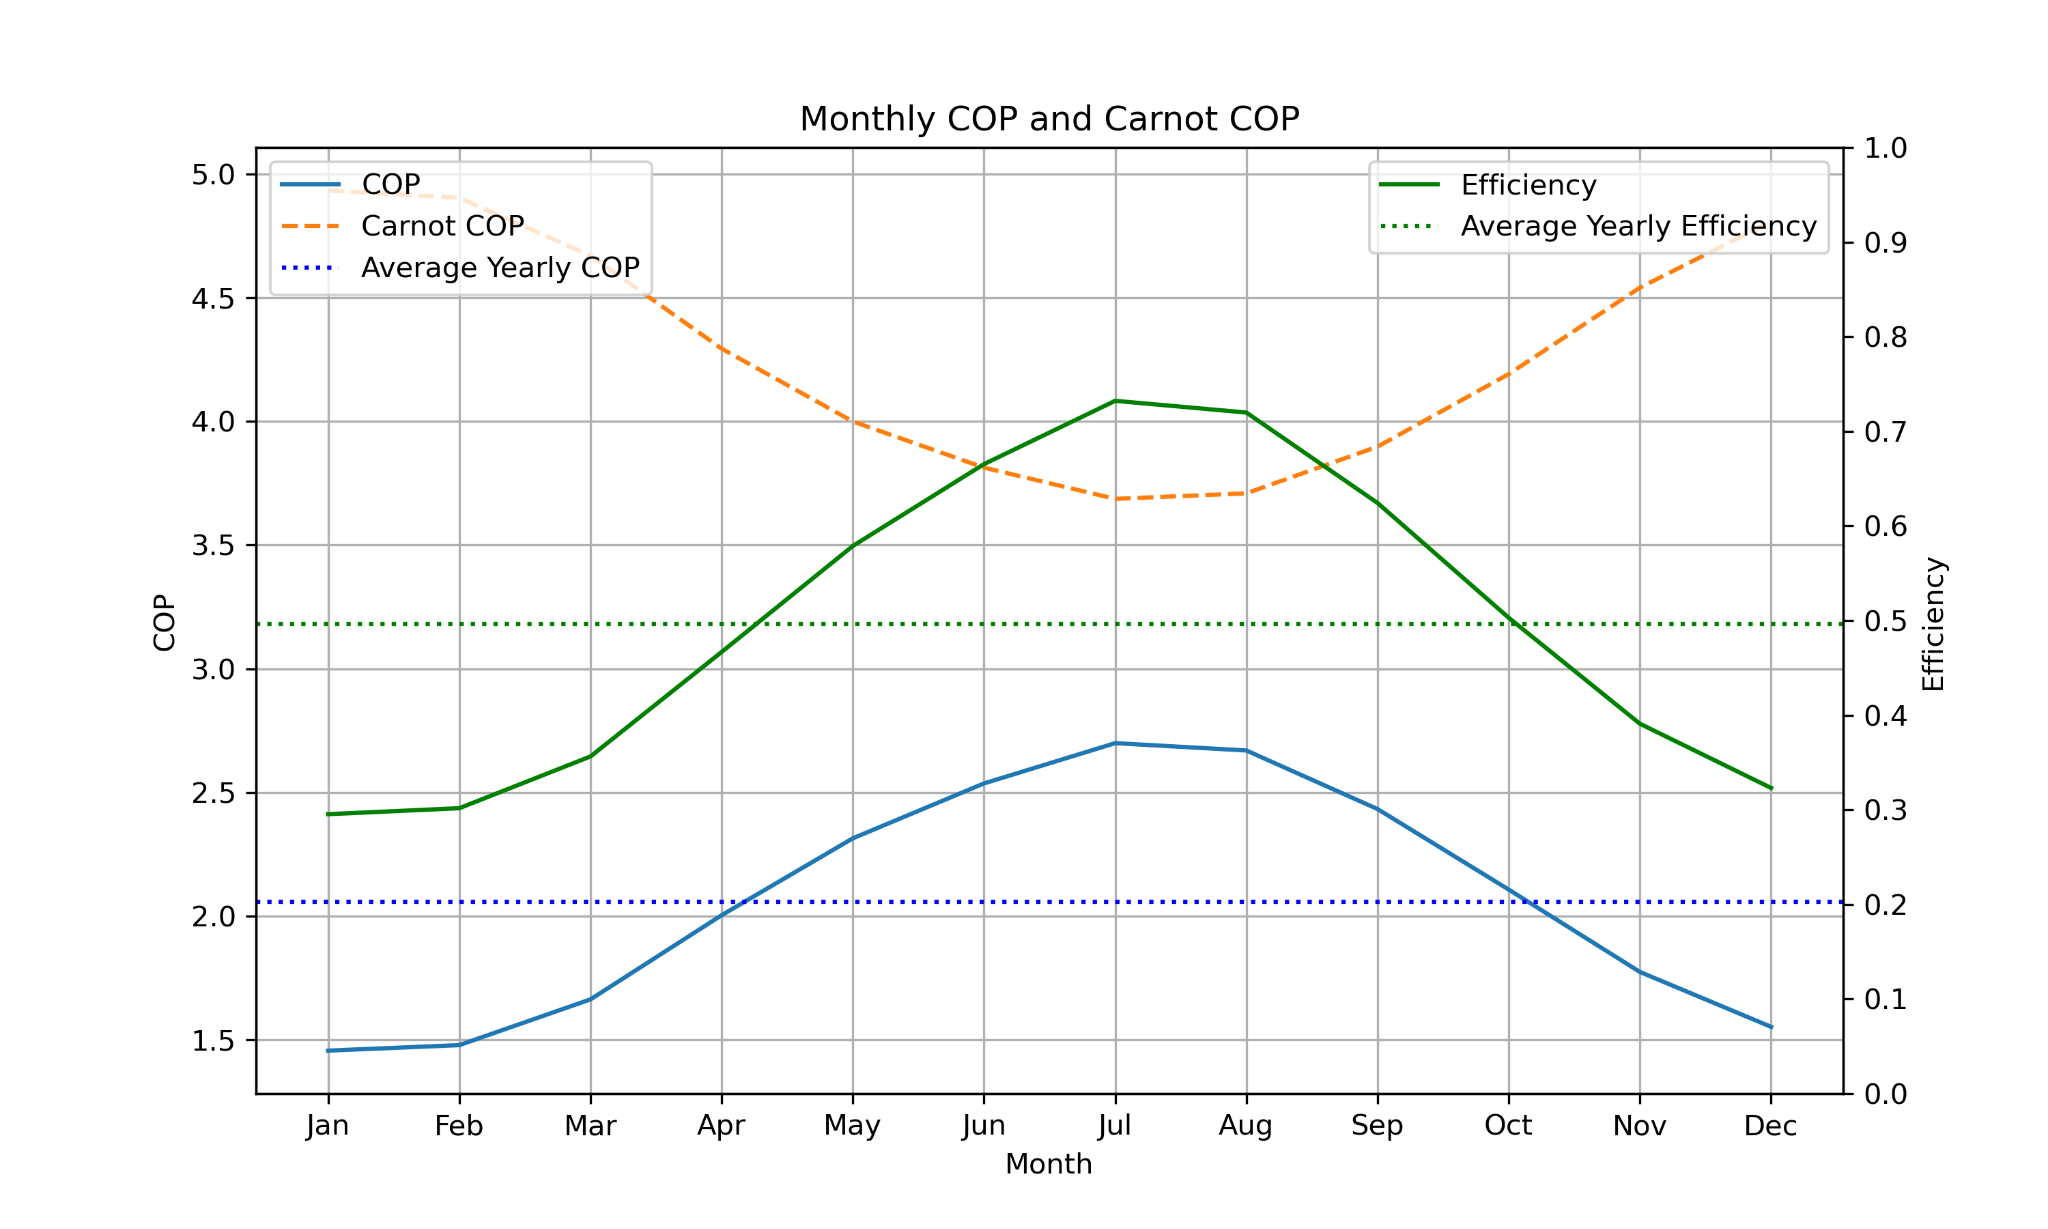 Monthly COP and Carnot COP
COP
Carnot COP
Average Yearly COP
Efficiency
Average Yearly Efficiency
5.0
4.5
4.0
3.5
3.0
2.5
2.0
1.5
COP
1.0
0.9
0.8
0.7
0.6
0.5
0.4
0.3
0.2
0.1
0.0
Efficiency
Jan Feb Mar Apr May Jun Jul Aug Sep Oct Nov Dec
Month